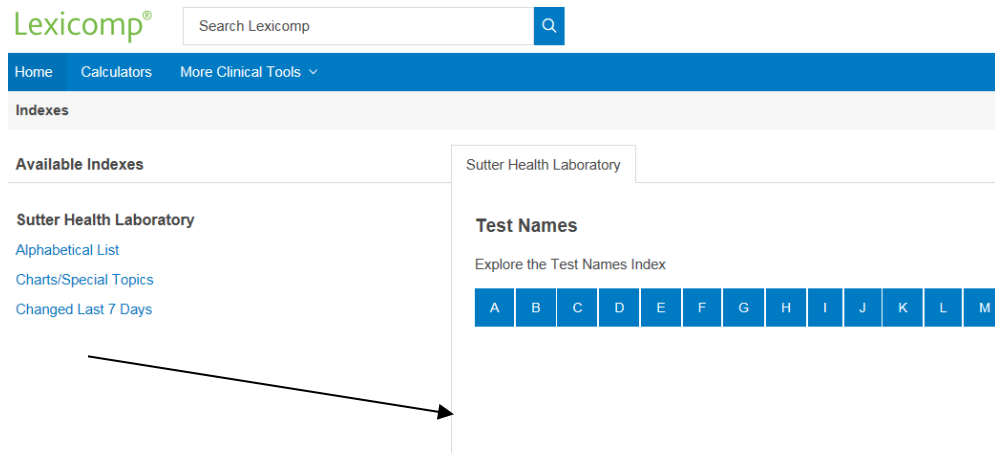 Lexicomp®
Search Lexicomp
Home Calculators More Clinical Tools
Indexes
Available Indexes
Sutter Health Laboratory
Alphabetical List
Charts/Special Topics
Changed Last 7 Days
Sutter Health Laboratory
Test Names
Explore the Test Names Index
A B C D E F G H I J K L M